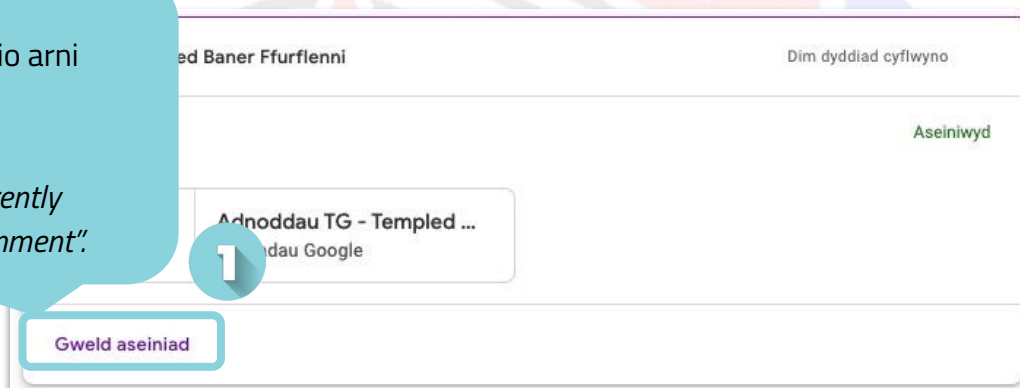 io arni
ed Baner Ffurflenni
Dim dyddiad cyflwyno
Aseiniwyd
ently
nment".
Adnoddau TG - Templed ...
dau Google
1
Gweld aseiniad